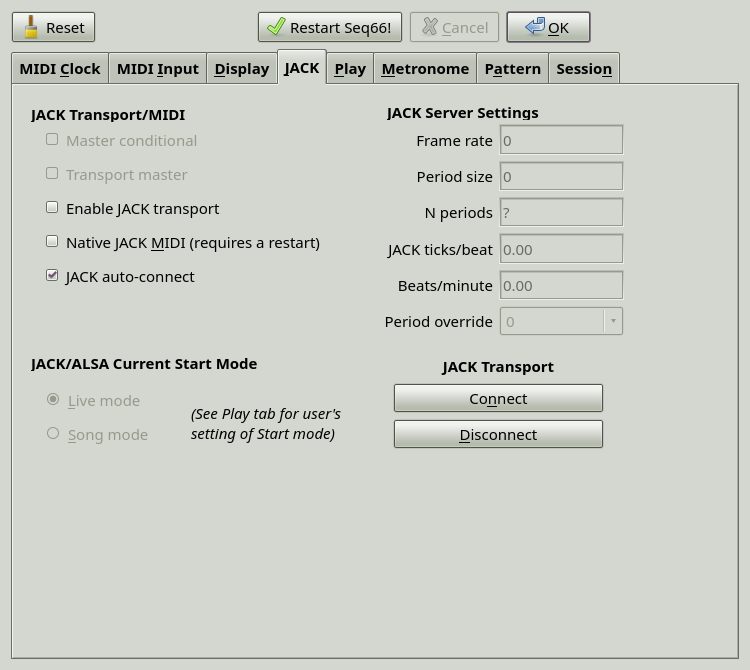 Reset
Restart Seq66!
Cancel
OK
MIDI Clock
MIDI Input
Display
JACK
Play
Metronome
Pattern
Session
JACK Transport/MIDI
Master conditional
Transport master
Enable JACK transport
Native JACK MIDI (requires a restart)
JACK auto-connect
JACK Server Settings
Frame rate 0
Period size 0
N periods ?
JACK ticks/beat 0.00
Beats/minute 0.00
Period override 0
JACK/ALSA Current Start Mode
Live mode
Song mode
(See Play tab for user's
setting of Start mode)
JACK Transport
Connect
Disconnect